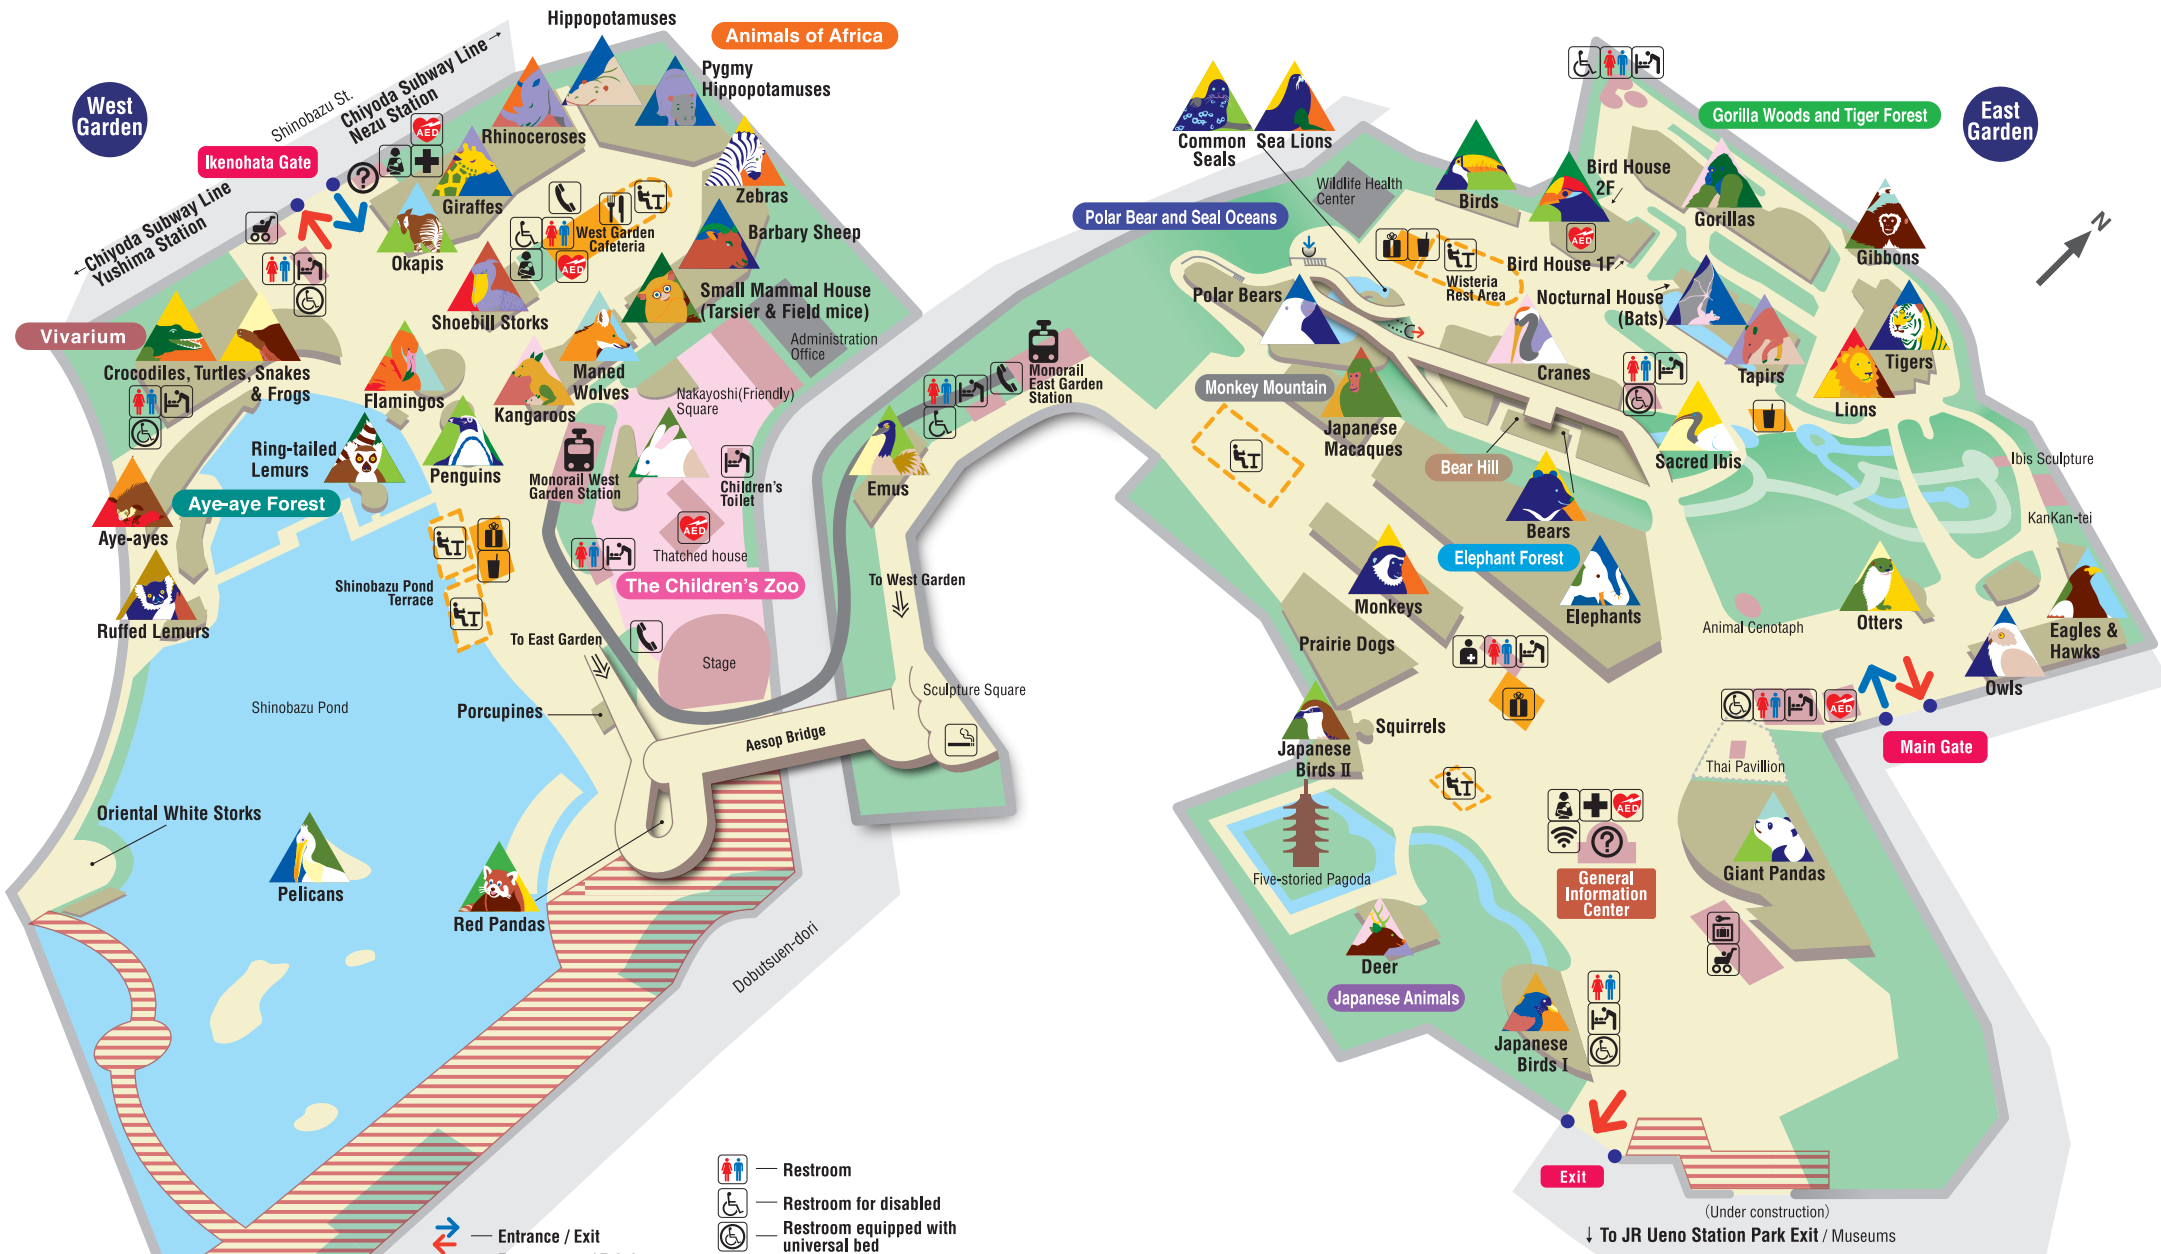 West
Garden
Shinobazu St.
Chiyoda Subway Line →
Nezu Station
←Chiyoda Subway Line
Yushima Station
Ikenohata Gate
AED
?
Hippopotamuses
Animals of Africa
Pygmy
Hippopotamuses
Rhinoceroses
Giraffes
Zebras
Okapis
West Garden
Cafeteria
AED
Barbary Sheep
Shoebill Storks
Small Mammal House
(Tarsier & Field mice)
Administration
Office
Vivarium
Crocodiles, Turtles, Snakes
& Frogs
Flamingos
Kangaroos
Maned
Wolves
Nakayoshi(Friendly)
Square
Ring-tailed
Lemurs
Penguins
Monorail West
Garden Station
Children's
Toilet
AED
Thatched house
Aye-aye Forest
Aye-ayes
Ruffed Lemurs
Shinobazu Pond
Terrace
The Children's Zoo
To East Garden
Stage
Shinobazu Pond
Porcupines
Aesop Bridge
Sculpture Square
To West Garden
Emus
Monorail
East Garden
Station
Oriental White Storks
Pelicans
Red Pandas
Dobutsuen-dori
Entrance / Exit
Restroom
Restroom for disabled
Restroom equipped with
universal bed
East
Garden
N
Gorilla Woods and Tiger Forest
Common
Seals
Sea Lions
Wildlife Health
Center
Polar Bear and Seal Oceans
Birds
Bird House
2F
AED
Bird House 1F
Gorillas
Gibbons
Polar Bears
Wisteria
Rest Area
Nocturnal House
(Bats)
Cranes
Tapirs
Tigers
Lions
Monkey Mountain
Japanese
Macaques
Bear Hill
Sacred Ibis
Ibis Sculpture
KanKan-tei
Bears
Elephant Forest
Elephants
Monkeys
Prairie Dogs
Animal Cenotaph
Otters
Eagles &
Hawks
Owls
AED
Main Gate
Squirrels
Japanese
Birds II
Thai Pavillion
Five-storied Pagoda
AED
?
General
Information
Center
Giant Pandas
Deer
Japanese Animals
Japanese
Birds I
Exit
(Under construction)
↓ To JR Ueno Station Park Exit / Museums